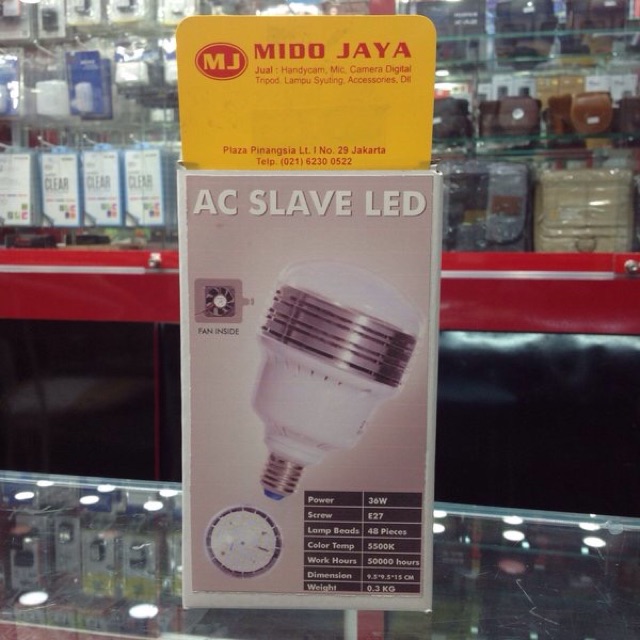 MJ MIDO JAYA
Jual : Handycam, Mic, Camera Digital
Tripod, Lampu Syuting, Accessories, Dll
Plaza Pinangsia Lt. I No. 29 Jakarta
Telp. (021) 6230 0522
AC SLAVE LED
FAN INSIDE
Power 36W
Screw E27
Lamp Beads 48 Pieces
Color Temp 5500K
Work Hours 50000 hours
Dimension 9.5*9.5*15 CM
Weight 0.3 KG
CLEAR
CLEAR
CLEAR